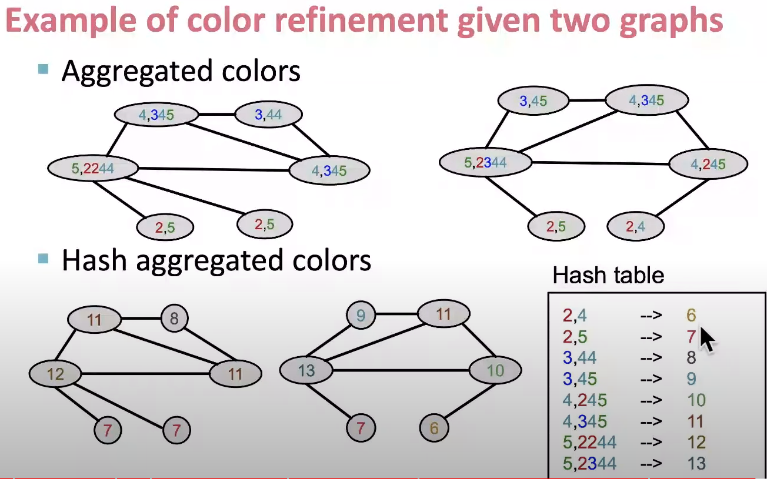 Example of color refinement given two graphs
Aggregated colors
4,345
3,44
5,2244
4,345
2,5
2,5
3,45
4,345
5,2344
4,245
2,5
2,4
Hash aggregated colors
11
8
12
11
7
7
9
11
13
10
7
6
Hash table
2,4 --> 6
2,5 --> 7
3,44 --> 8
3,45 --> 9
4,245 --> 10
4,345 --> 11
5,2244 --> 12
5,2344 --> 13